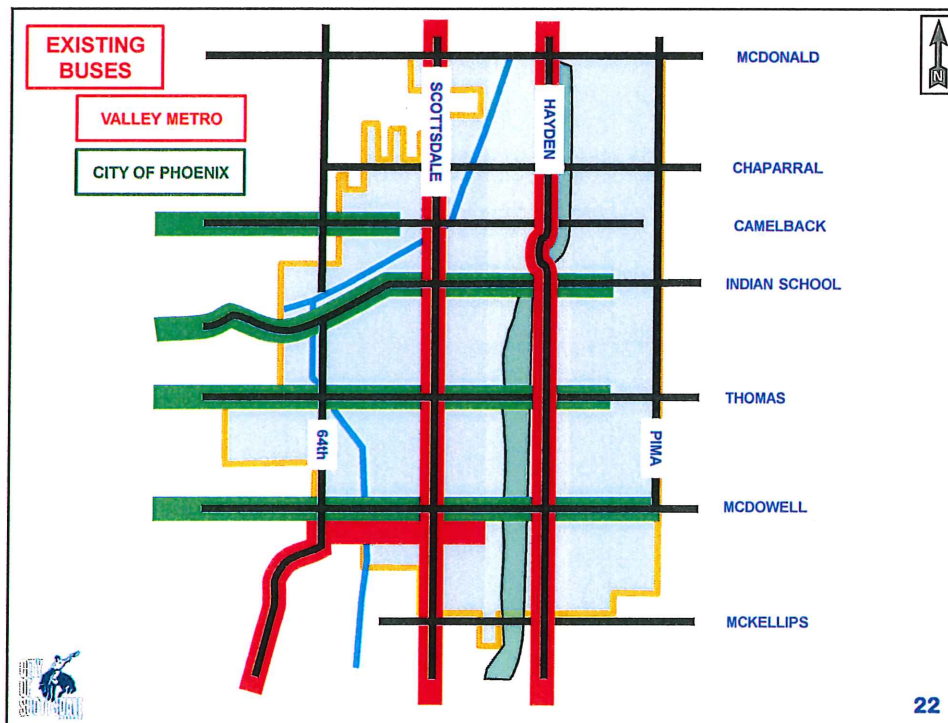 EXISTING
BUSES
VALLEY METRO
CITY OF PHOENIX
N
SCOTTSDALE
HAYDEN
64th
PIMA
MCDONALD
CHAPARRAL
CAMELBACK
INDIAN SCHOOL
THOMAS
MCDOWELL
MCKELLIPS
22